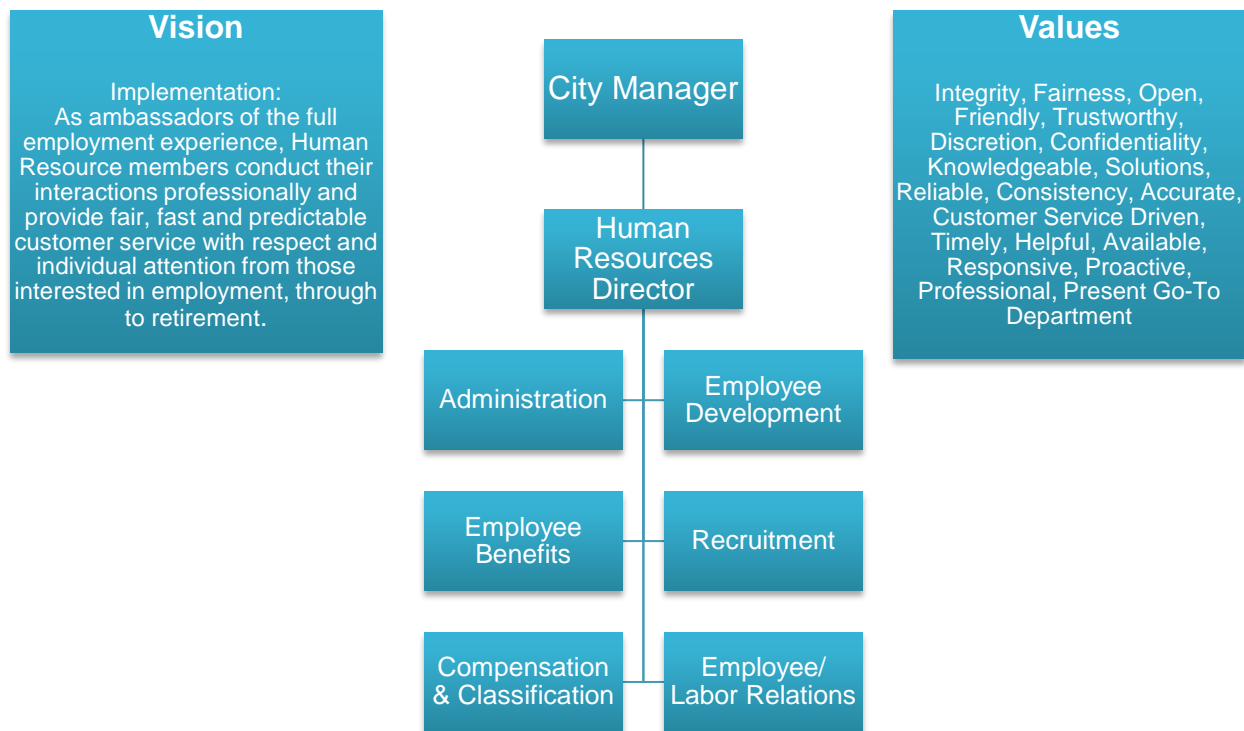 Vision
Implementation:
As ambassadors of the full
employment experience, Human
Resource members conduct their
interactions professionally and
provide fair, fast and predictable
customer service with respect and
individual attention from those
interested in employment, through
to retirement.
City Manager
Human
Resources
Director
Administration
Employee
Development
Employee
Benefits
Recruitment
Compensation
& Classification
Employee/
Labor Relations
Values
Integrity, Fairness, Open,
Friendly, Trustworthy,
Discretion, Confidentiality,
Knowledgeable, Solutions,
Reliable, Consistency, Accurate,
Customer Service Driven,
Timely, Helpful, Available,
Responsive, Proactive,
Professional, Present Go-To
Department